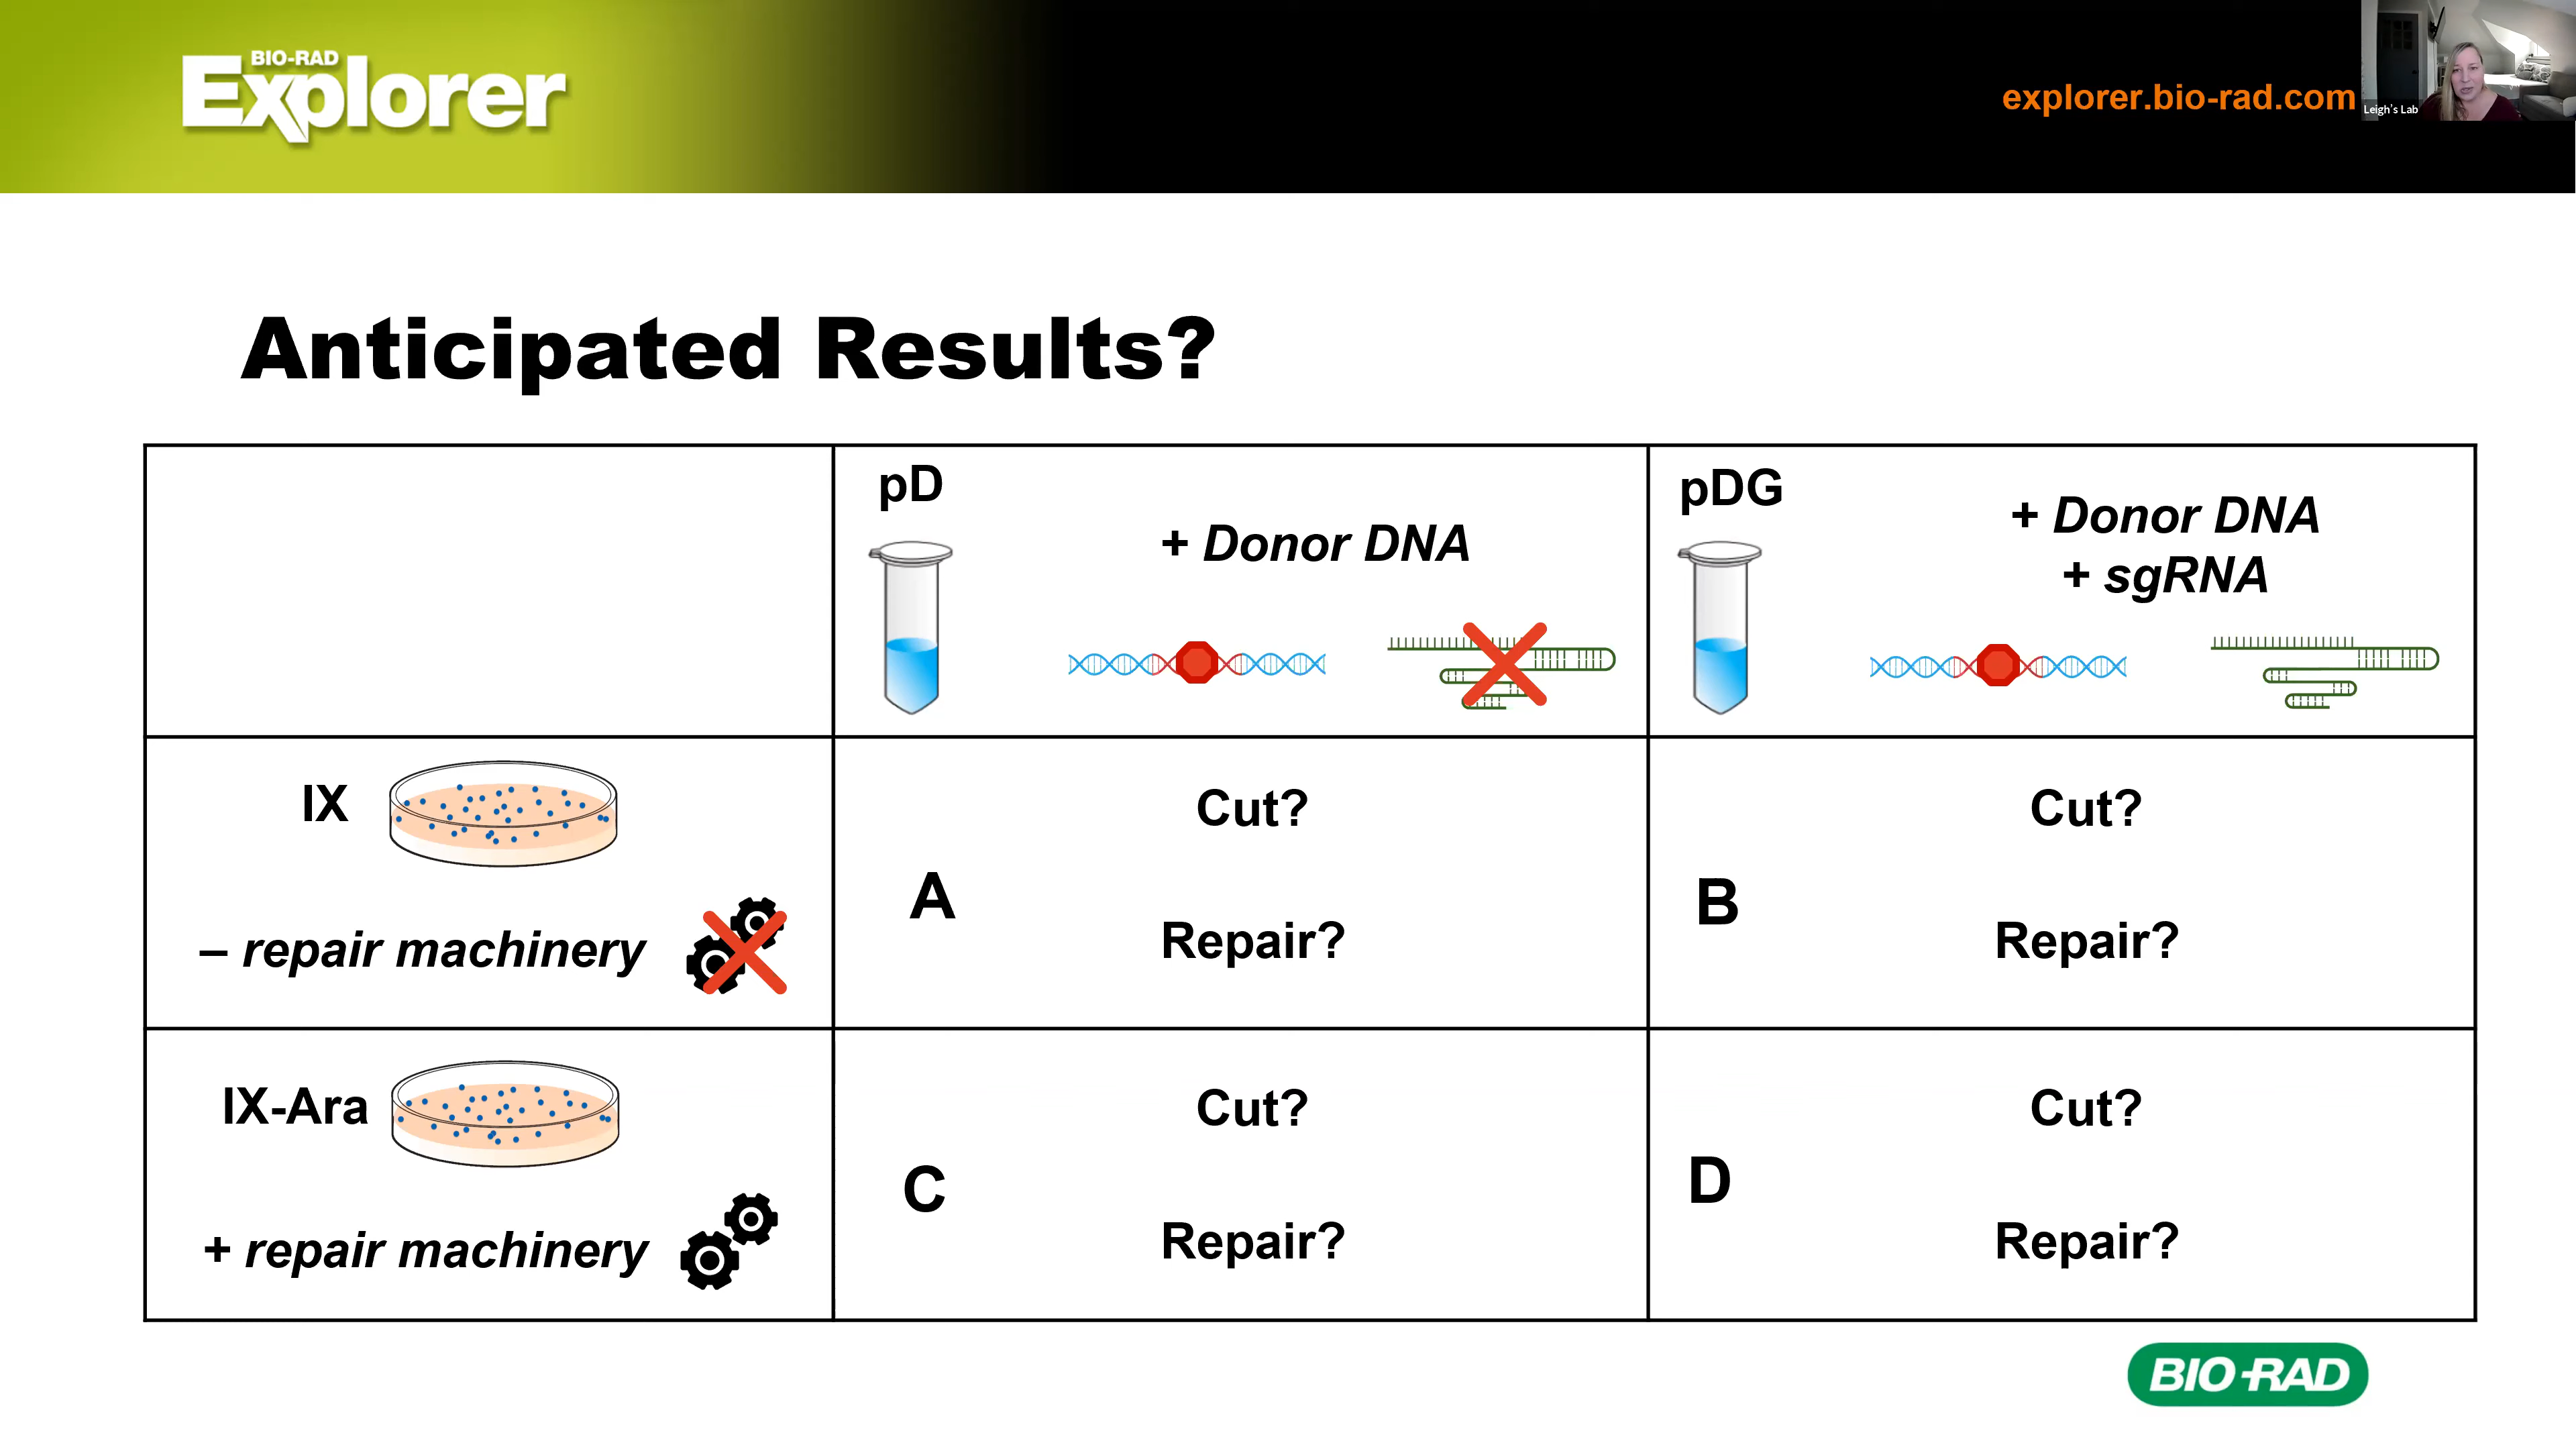 BIO-RAD
Explorer
explorer.bio-rad.com
Leigh's Lab
Anticipated Results?
pD
+ Donor DNA
pDG
+ Donor DNA
+ sgRNA
IX
– repair machinery
A
Cut?
Repair?
B
Cut?
Repair?
IX-Ara
+ repair machinery
C
Cut?
Repair?
D
Cut?
Repair?
BIO-RAD